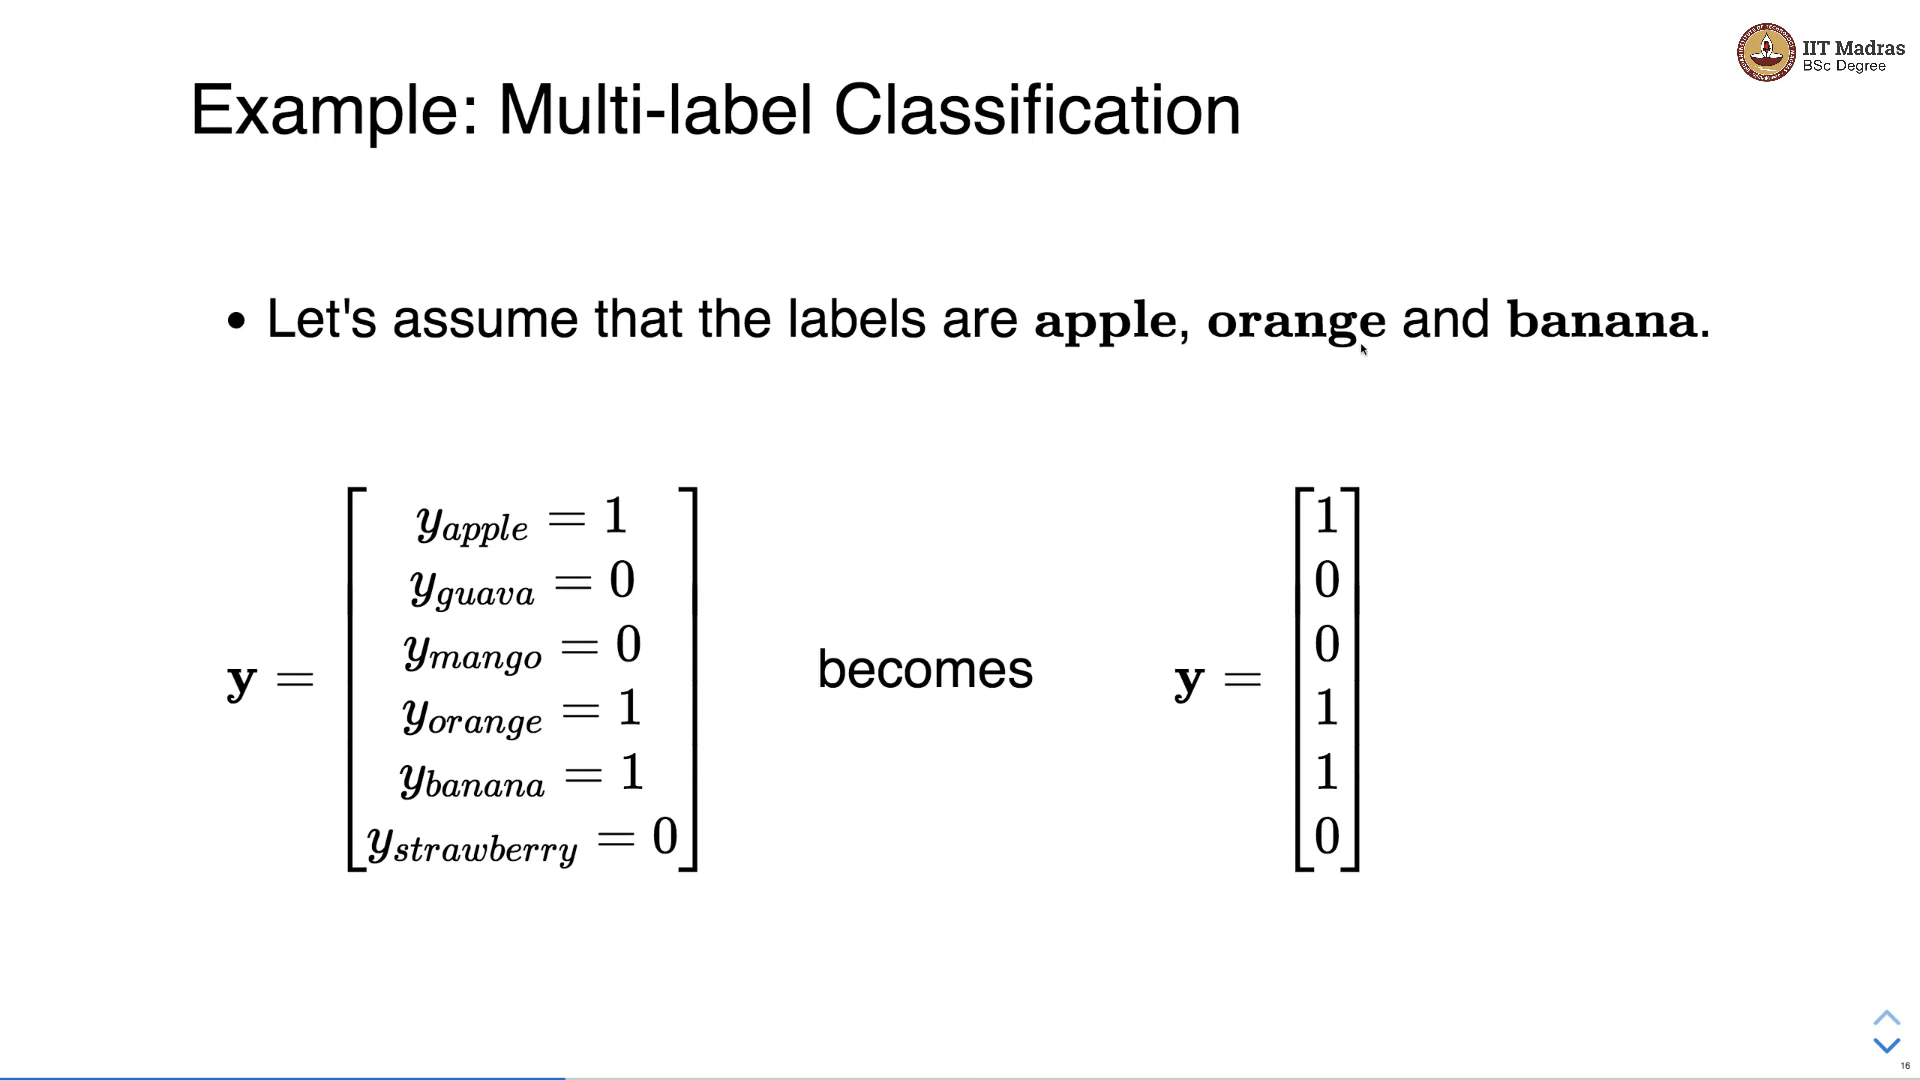 IIT Madras
BSc Degree
Example: Multi-label Classification
• Let's assume that the labels are apple, orange and banana.
y =
y_apple = 1
y_guava = 0
y_mango = 0
y_orange = 1
y_banana = 1
y_strawberry = 0
becomes
y =
1
0
0
1
1
0
16